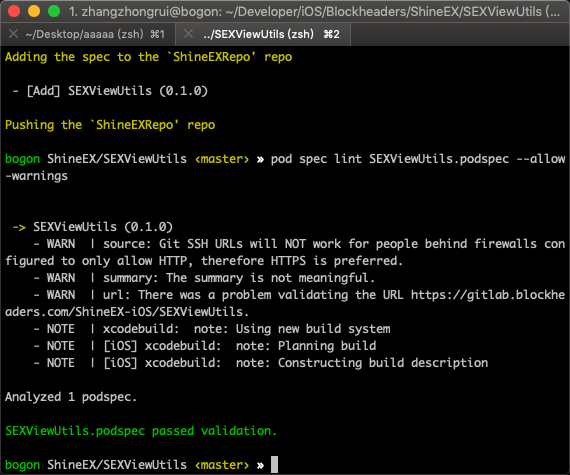 1. zhangzhongrui@bogon: ~/Developer/iOS/Blockheaders/ShineEX/SEXViewUtils (...
~/Desktop/aaaaa (zsh) ⌘1
../SEXViewUtils (zsh) ⌘2
Adding the spec to the `ShineEXRepo' repo
- [Add] SEXViewUtils (0.1.0)
Pushing the `ShineEXRepo' repo
bogon ShineEX/SEXViewUtils ‹master› » pod spec lint SEXViewUtils.podspec --allow
-warnings
-> SEXViewUtils (0.1.0)
- WARN | source: Git SSH URLs will NOT work for people behind firewalls con
figured to only allow HTTP, therefore HTTPS is preferred.
- WARN | summary: The summary is not meaningful.
- WARN | url: There was a problem validating the URL https://gitlab.blockhe
aders.com/ShineEX-iOS/SEXViewUtils.
- NOTE | xcodebuild: note: Using new build system
- NOTE | [iOS] xcodebuild: note: Planning build
- NOTE | [iOS] xcodebuild: note: Constructing build description
Analyzed 1 podspec.
SEXViewUtils.podspec passed validation.
bogon ShineEX/SEXViewUtils ‹master› »